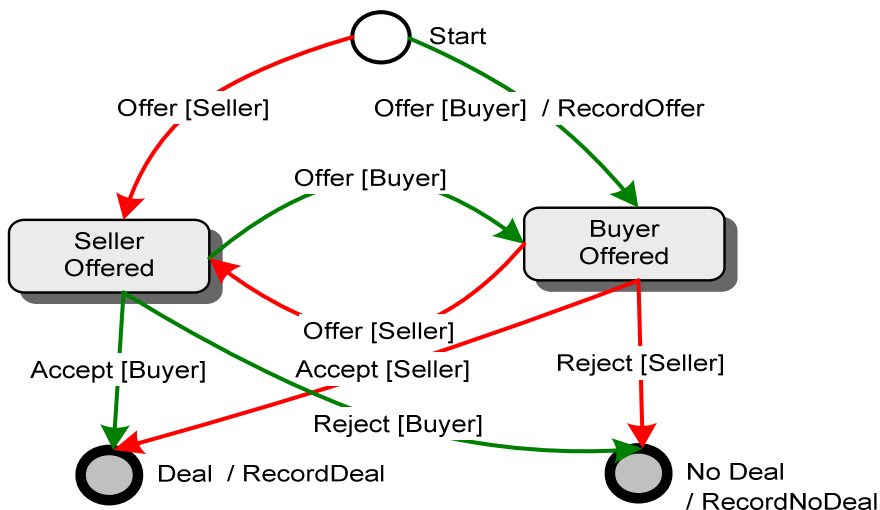 Start
Offer [Seller]
Offer [Buyer]  / RecordOffer
Offer [Buyer]
Seller
Offered
Buyer
Offered
Offer [Seller]
Accept [Buyer]
Accept [Seller]
Reject [Seller]
Reject [Buyer]
Deal  / RecordDeal
No Deal
/ RecordNoDeal